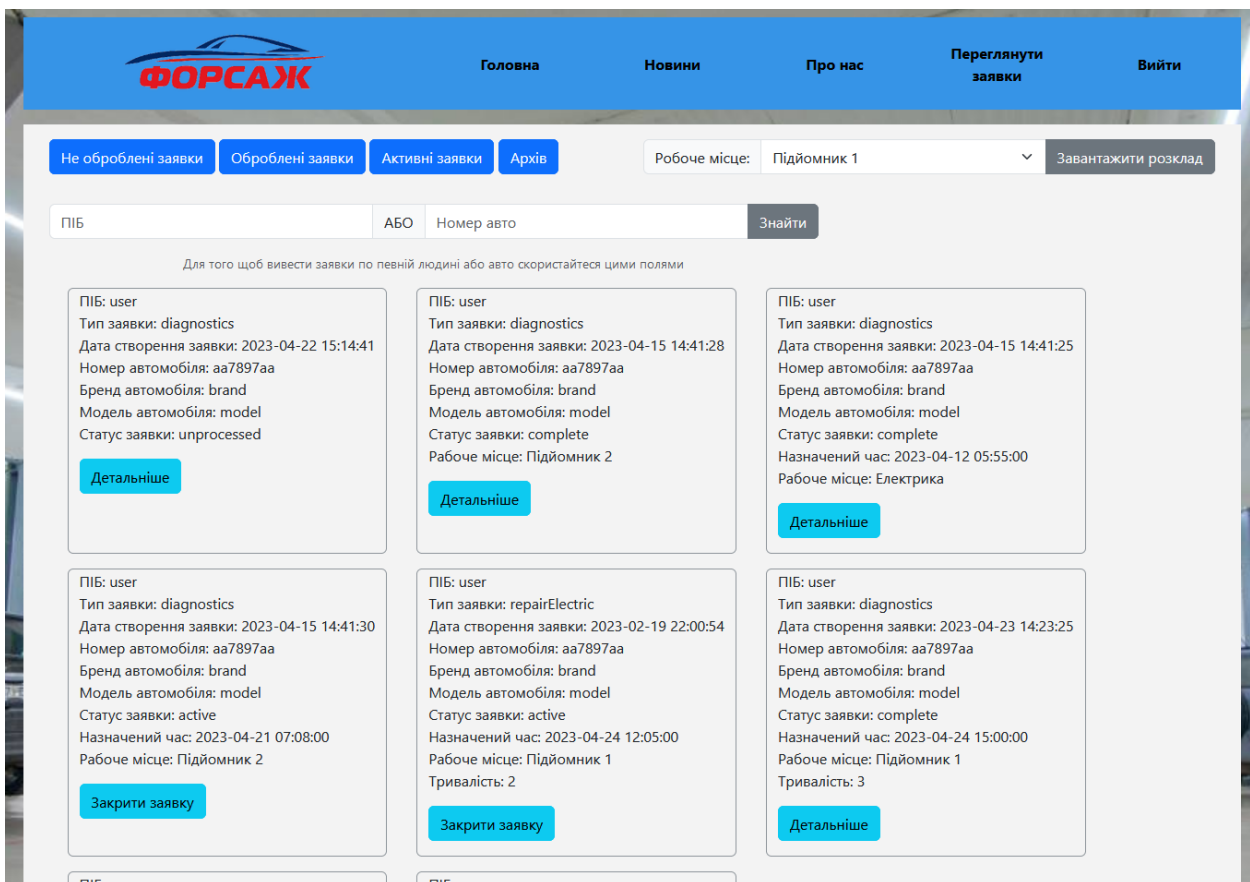 ФОРСАЖ
Головна
Новини
Про нас
Переглянути
заявки
Вийти
Не оброблені заявки
Оброблені заявки
Активні заявки
Архів
Робоче місце:
Підйомник 1
Завантажити розклад
ПІБ
АБО
Номер авто
Знайти
Для того щоб вивести заявки по певній людині або авто скористайтеся цими полями
ПІБ: user
Тип заявки: diagnostics
Дата створення заявки: 2023-04-22 15:14:41
Номер автомобіля: aa7897aa
Бренд автомобіля: brand
Модель автомобіля: model
Статус заявки: unprocessed
Детальніше
ПІБ: user
Тип заявки: diagnostics
Дата створення заявки: 2023-04-15 14:41:28
Номер автомобіля: aa7897aa
Бренд автомобіля: brand
Модель автомобіля: model
Статус заявки: complete
Рабоче місце: Підйомник 2
Детальніше
ПІБ: user
Тип заявки: diagnostics
Дата створення заявки: 2023-04-15 14:41:25
Номер автомобіля: aa7897aa
Бренд автомобіля: brand
Модель автомобіля: model
Статус заявки: complete
Назначений час: 2023-04-12 05:55:00
Рабоче місце: Електрика
Детальніше
ПІБ: user
Тип заявки: diagnostics
Дата створення заявки: 2023-04-15 14:41:30
Номер автомобіля: aa7897aa
Бренд автомобіля: brand
Модель автомобіля: model
Статус заявки: active
Назначений час: 2023-04-21 07:08:00
Рабоче місце: Підйомник 2
Закрити заявку
ПІБ: user
Тип заявки: repairElectric
Дата створення заявки: 2023-02-19 22:00:54
Номер автомобіля: aa7897aa
Бренд автомобіля: brand
Модель автомобіля: model
Статус заявки: active
Назначений час: 2023-04-24 12:05:00
Рабоче місце: Підйомник 1
Тривалість: 2
Закрити заявку
ПІБ: user
Тип заявки: diagnostics
Дата створення заявки: 2023-04-23 14:23:25
Номер автомобіля: aa7897aa
Бренд автомобіля: brand
Модель автомобіля: model
Статус заявки: complete
Назначений час: 2023-04-24 15:00:00
Рабоче місце: Підйомник 1
Тривалість: 3
Детальніше